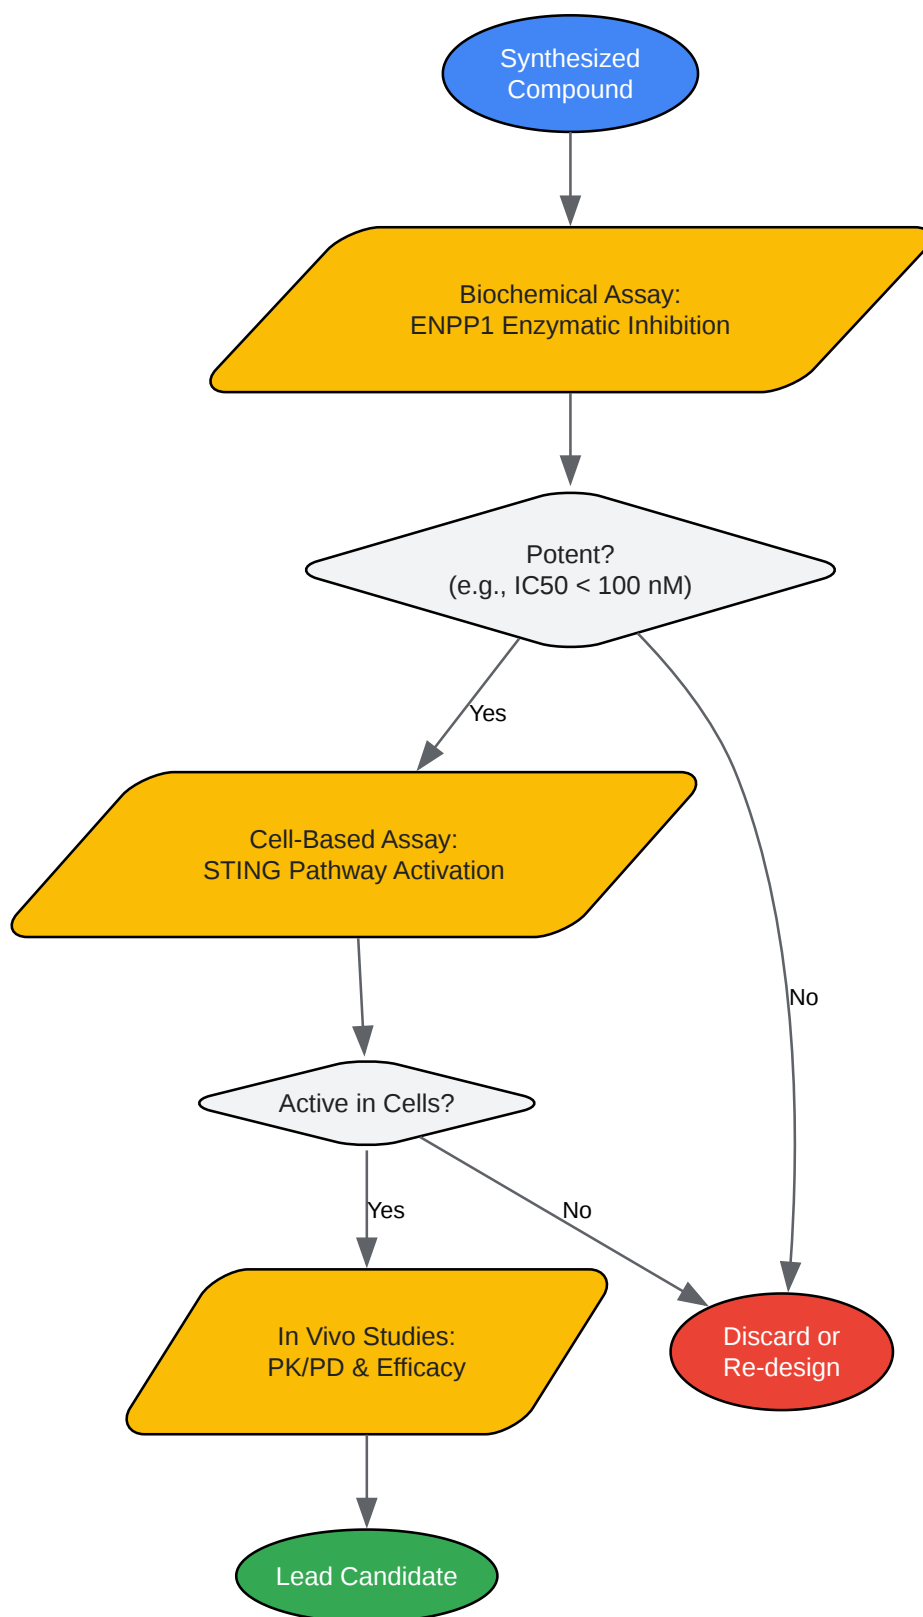 Synthesized
Compound
Biochemical Assay:
ENPP1 Enzymatic Inhibition
Potent?
(e.g., IC50 < 100 nM)
Yes
Cell-Based Assay:
STING Pathway Activation
No
Active in Cells?
Yes
No
In Vivo Studies:
PK/PD & Efficacy
Discard or
Re-design
Lead Candidate